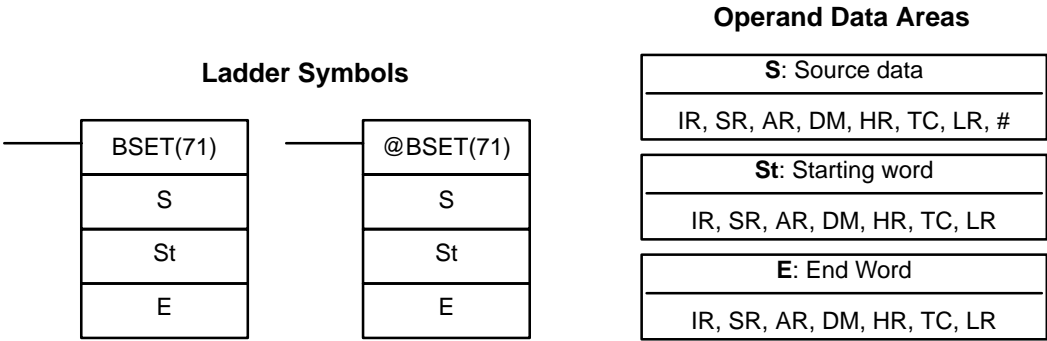 Ladder Symbols
BSET(71)
S
St
E
@BSET(71)
S
St
E
Operand Data Areas
S: Source data
IR, SR, AR, DM, HR, TC, LR, #
St: Starting word
IR, SR, AR, DM, HR, TC, LR
E: End Word
IR, SR, AR, DM, HR, TC, LR